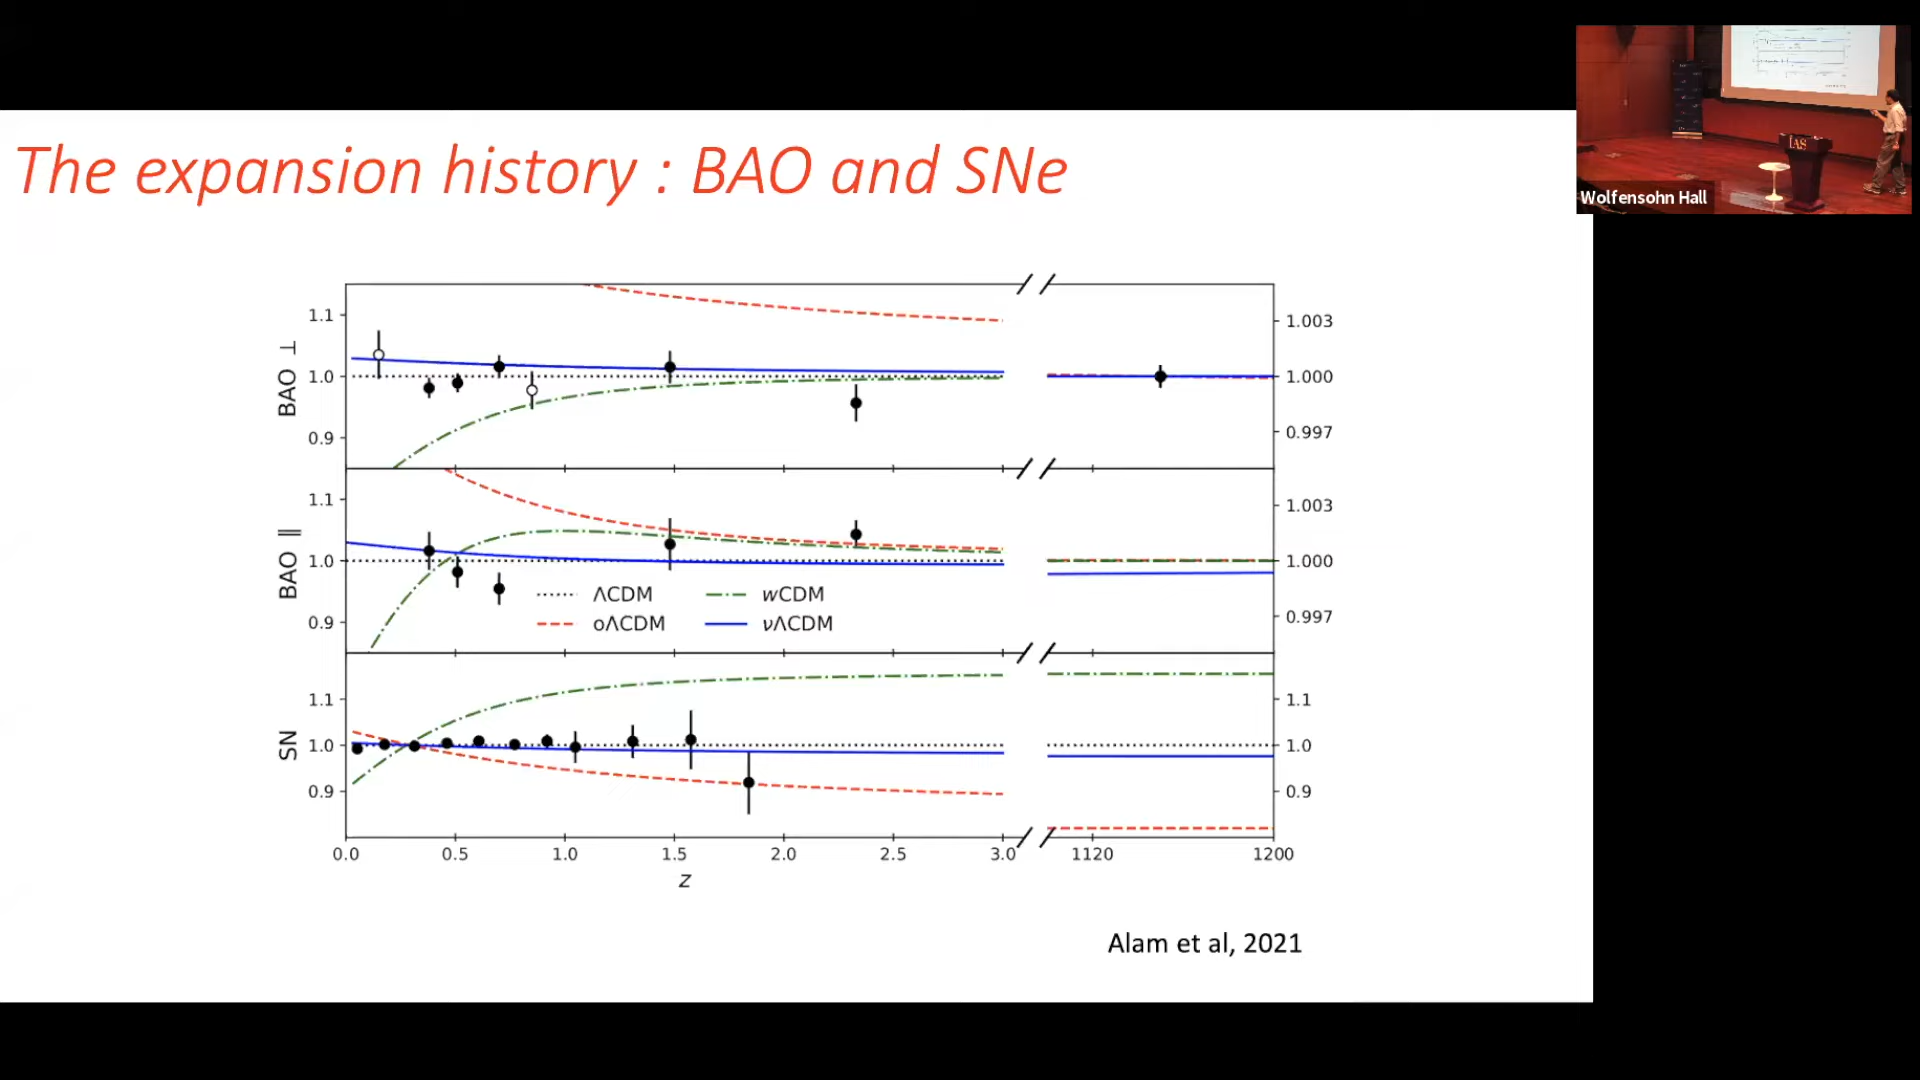 The expansion history : BAO and SNe
IAS
Wolfensohn Hall
BAO ⊥
1.1
1.0
0.9
1.003
1.000
0.997
BAO ∥
1.1
1.0
0.9
1.003
1.000
0.997
ΛCDM
wCDM
oΛCDM
νΛCDM
SN
1.1
1.0
0.9
1.1
1.0
0.9
0.0 0.5 1.0 1.5 2.0 2.5 3.0 1120 1200
z
Alam et al, 2021